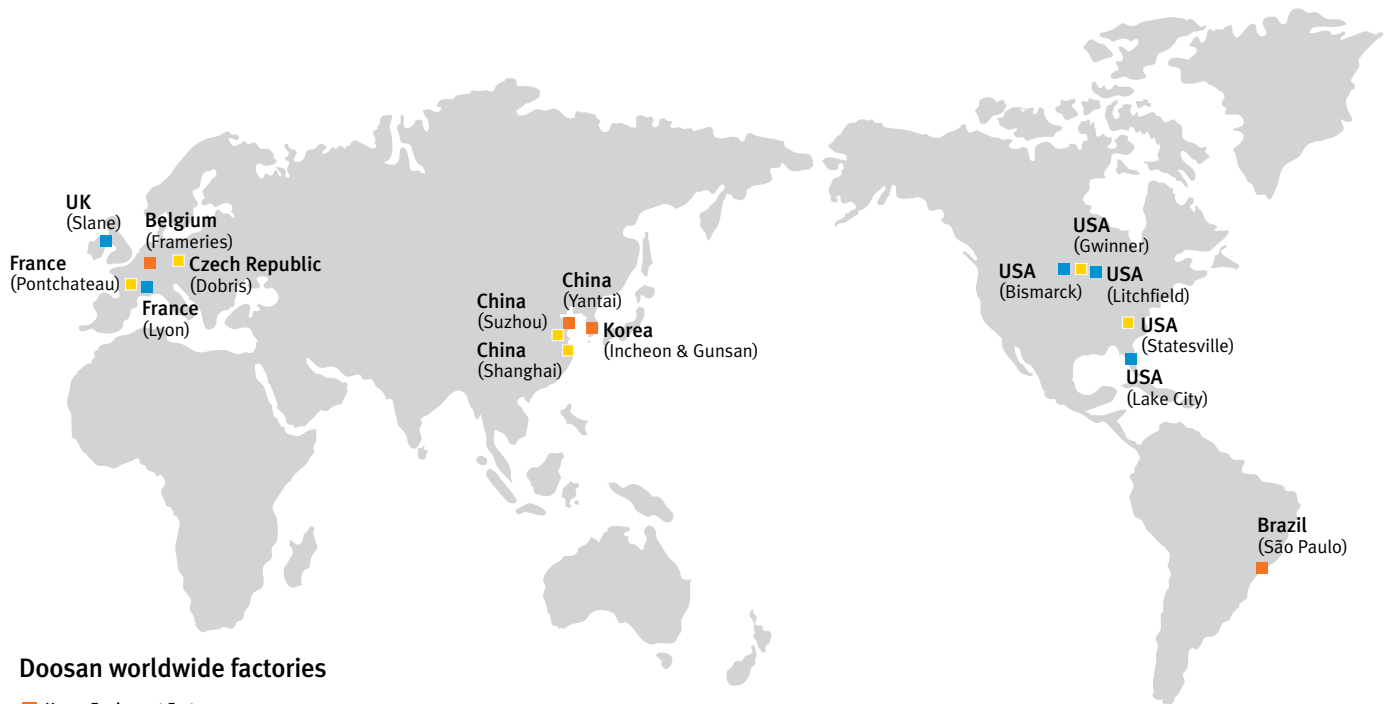 UK
(Slane)
Belgium
(Frameries)
France
(Pontchateau)
Czech Republic
(Dobris)
France
(Lyon)
China
(Yantai)
China
(Suzhou)
Korea
(Incheon & Gunsan)
China
(Shanghai)
USA
(Gwinner)
USA
(Bismarck)
USA
(Litchfield)
USA
(Statesville)
USA
(Lake City)
Brazil
(São Paulo)
Doosan worldwide factories